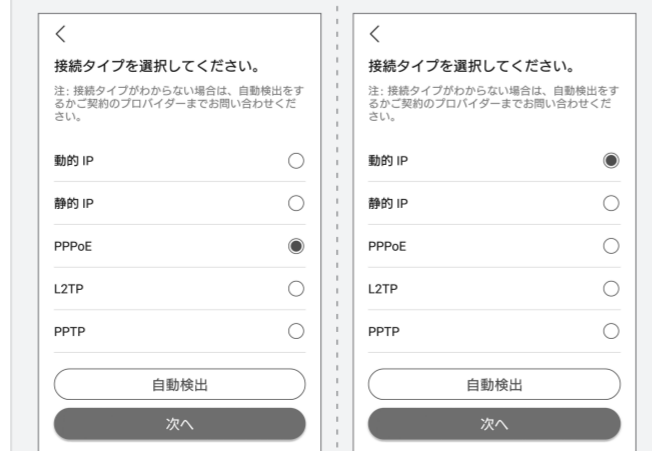 接続タイプを選択してください。
注: 接続タイプがわからない場合は、自動検出をす
るかご契約のプロバイダーまでお問い合わせくだ
さい。
動的 IP
静的 IP
PPPoE
L2TP
PPTP
自動検出
次へ
接続タイプを選択してください。
注: 接続タイプがわからない場合は、自動検出をす
るかご契約のプロバイダーまでお問い合わせくだ
さい。
動的 IP
静的 IP
PPPoE
L2TP
PPTP
自動検出
次へ